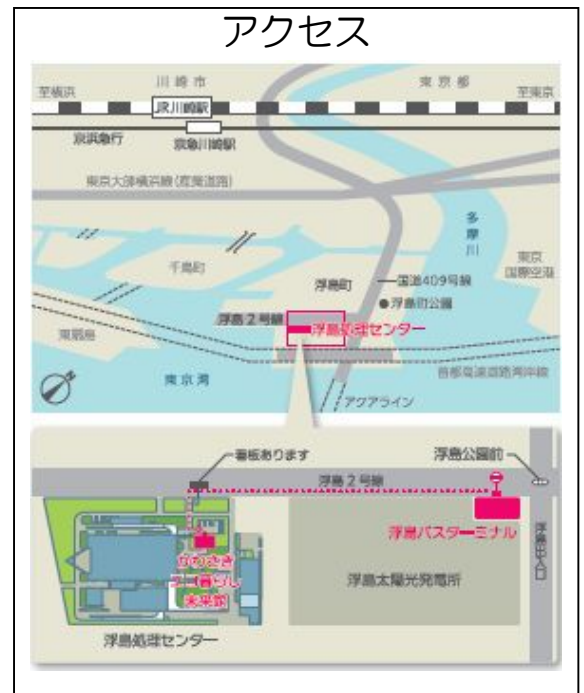 アクセス
川崎市
東京都
至横浜
至東京
JR川崎駅
京浜急行
京急川崎駅
東京大師横浜線(産業道路)
多摩川
千鳥町
浮島町
国道409号線
東京
国際空港
浮島町公園
浮島2号線
浮島処理センター
東扇島
東京湾
首都高速道路湾岸線
アクアライン
看板あります
浮島公園前
浮島2号線
浮島バスターミナル
浮島出入口
かわさき
エコ暮らし
未来館
浮島太陽光発電所
浮島処理センター